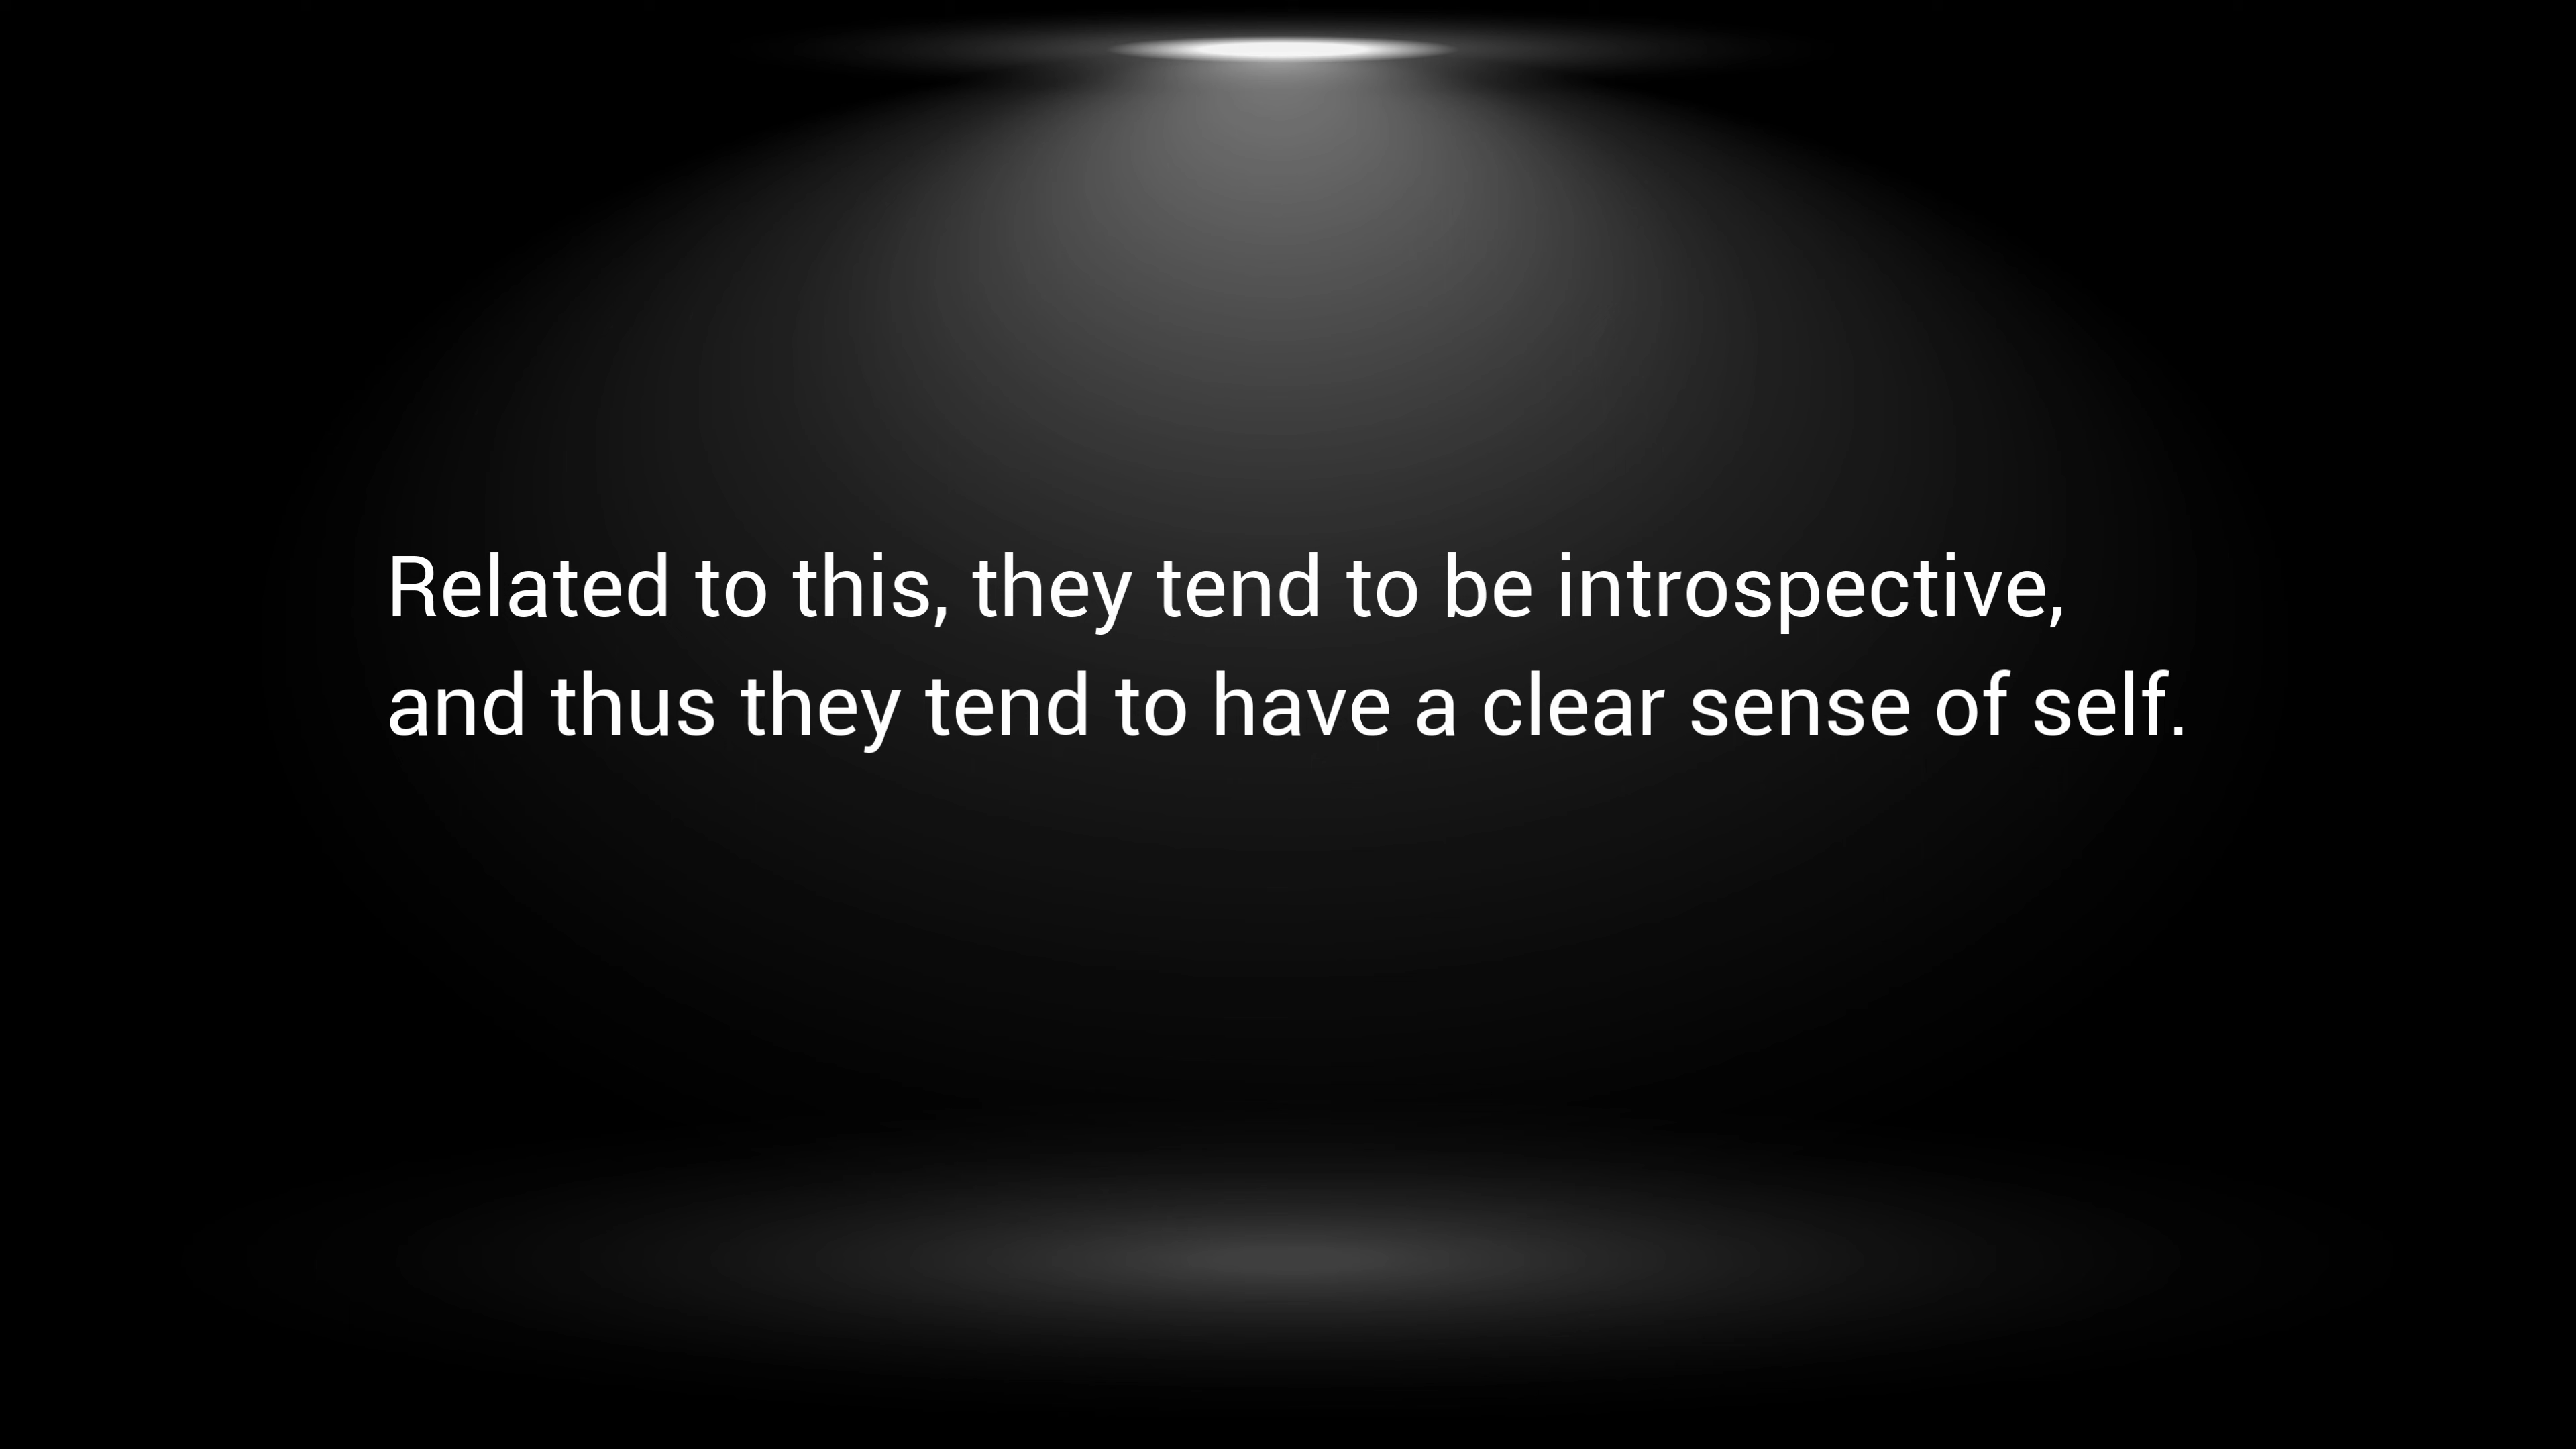 Related to this, they tend to be introspective,
and thus they tend to have a clear sense of self.